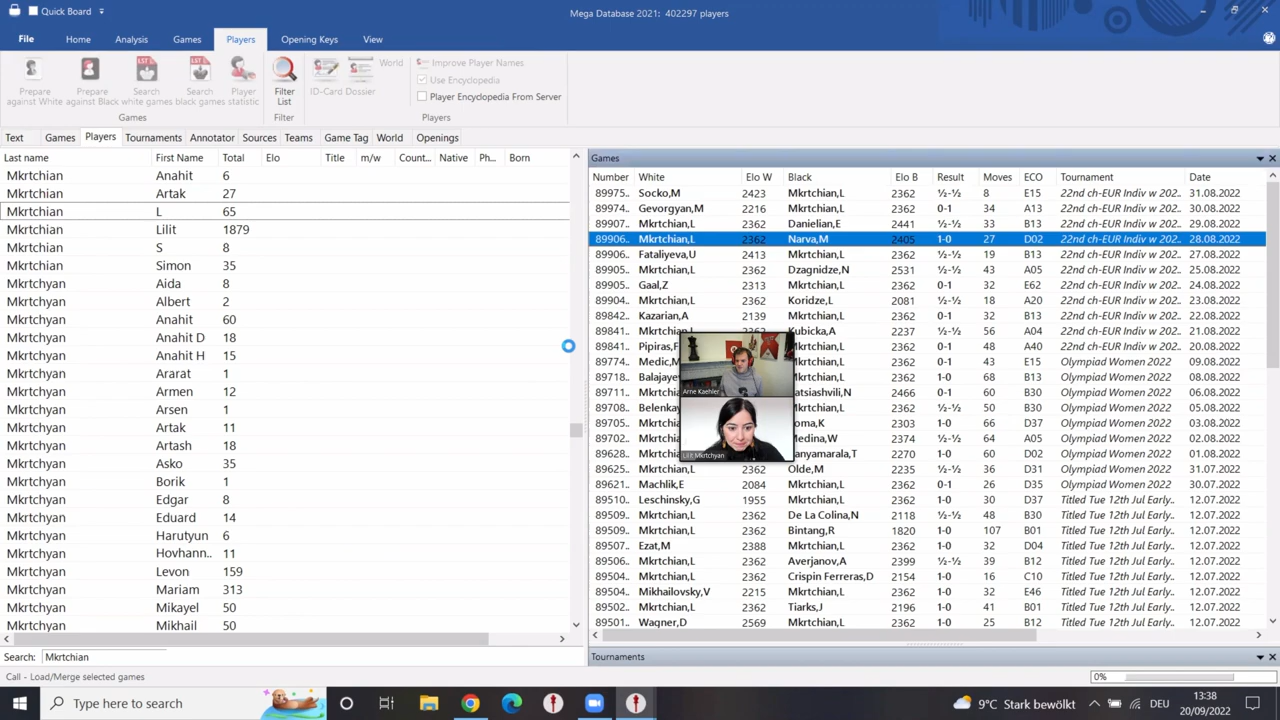 Quick Board
Mega Database 2021: 402297 players
File Home Analysis Games Players Opening Keys View
Prepare against White
Prepare against Black
Search white games
Search black games
Player statistic
Games
Filter List
Filter
ID-Card Dossier World
Improve Player Names
Use Encyclopedia
Player Encyclopedia From Server
Players
Text Games Players Tournaments Annotator Sources Teams Game Tag World Openings
Last name First Name Total Elo Title m/w Count... Native Ph... Born
Mkrtchian Anahit 6
Mkrtchian Artak 27
Mkrtchian L 65
Mkrtchian Lilit 1879
Mkrtchian S 8
Mkrtchian Simon 35
Mkrtchyan Aida 8
Mkrtchyan Albert 2
Mkrtchyan Anahit 60
Mkrtchyan Anahit D 18
Mkrtchyan Anahit H 15
Mkrtchyan Ararat 1
Mkrtchyan Armen 12
Mkrtchyan Arsen 1
Mkrtchyan Artak 11
Mkrtchyan Artash 18
Mkrtchyan Asko 35
Mkrtchyan Borik 1
Mkrtchyan Edgar 8
Mkrtchyan Eduard 14
Mkrtchyan Harutyun 6
Mkrtchyan Hovhann.. 11
Mkrtchyan Levon 159
Mkrtchyan Mariam 313
Mkrtchyan Mikayel 50
Mkrtchyan Mikhail 50
Search: Mkrtchian
Games
Number White Elo W Black Elo B Result Moves ECO Tournament Date
89975.. Socko,M 2423 Mkrtchian,L 2362 ½-½ 8 E15 22nd ch-EUR Indiv w 202.. 31.08.2022
89974.. Gevorgyan,M 2216 Mkrtchian,L 2362 0-1 34 A13 22nd ch-EUR Indiv w 202.. 30.08.2022
89907.. Mkrtchian,L 2362 Danielian,E 2441 ½-½ 33 B13 22nd ch-EUR Indiv w 202.. 29.08.2022
89906.. Mkrtchian,L 2362 Narva,M 2405 1-0 27 D02 22nd ch-EUR Indiv w 202.. 28.08.2022
89906.. Fataliyeva,U 2413 Mkrtchian,L 2362 ½-½ 19 B13 22nd ch-EUR Indiv w 202.. 27.08.2022
89905.. Mkrtchian,L 2362 Dzagnidze,N 2531 ½-½ 43 A05 22nd ch-EUR Indiv w 202.. 25.08.2022
89905.. Gaal,Z 2313 Mkrtchian,L 2362 0-1 32 E62 22nd ch-EUR Indiv w 202.. 24.08.2022
89904.. Mkrtchian,L 2362 Koridze,L 2081 ½-½ 18 A20 22nd ch-EUR Indiv w 202.. 23.08.2022
89842.. Kazarian,A 2139 Mkrtchian,L 2362 0-1 32 B13 22nd ch-EUR Indiv w 202.. 22.08.2022
89841.. Mkrtchian,L 2362 Kubicka,A 2237 ½-½ 56 A04 22nd ch-EUR Indiv w 202.. 21.08.2022
89841.. Pipiras,F Mkrtchian,L 2362 0-1 48 A40 22nd ch-EUR Indiv w 202.. 20.08.2022
89774.. Medic,M Mkrtchian,L 2362 0-1 43 E15 Olympiad Women 2022 09.08.2022
89718.. Balajaye Mkrtchian,L 2362 ½-½ 68 B13 Olympiad Women 2022 08.08.2022
89711.. Mkrtchia atsiashvili,N 2466 0-1 60 B30 Olympiad Women 2022 06.08.2022
89708.. Belenkay Mkrtchian,L 2362 ½-½ 50 B30 Olympiad Women 2022 05.08.2022
89705.. Mkrtchia oma,K 2303 1-0 66 D37 Olympiad Women 2022 03.08.2022
89702.. Mkrtchia edina,W 2374 ½-½ 64 A05 Olympiad Women 2022 02.08.2022
89628.. Mkrtchia anyamarala,T 2270 1-0 60 D02 Olympiad Women 2022 01.08.2022
89625.. Mkrtchian,L 2362 Olde,M 2235 ½-½ 36 D31 Olympiad Women 2022 31.07.2022
89621.. Machlik,E 2084 Mkrtchian,L 2362 0-1 26 D35 Olympiad Women 2022 30.07.2022
89510.. Leschinsky,G 1955 Mkrtchian,L 2362 1-0 30 D37 Titled Tue 12th Jul Early.. 12.07.2022
89509.. Mkrtchian,L 2362 De La Colina,N 2118 ½-½ 48 B30 Titled Tue 12th Jul Early.. 12.07.2022
89509.. Mkrtchian,L 2362 Bintang,R 1820 1-0 107 B01 Titled Tue 12th Jul Early.. 12.07.2022
89507.. Ezat,M 2388 Mkrtchian,L 2362 1-0 32 D04 Titled Tue 12th Jul Early.. 12.07.2022
89506.. Mkrtchian,L 2362 Averjanov,A 2399 ½-½ 39 B12 Titled Tue 12th Jul Early.. 12.07.2022
89504.. Mkrtchian,L 2362 Crispin Ferreras,D 2154 1-0 16 C10 Titled Tue 12th Jul Early.. 12.07.2022
89504.. Mikhailovsky,V 2215 Mkrtchian,L 2362 1-0 32 E46 Titled Tue 12th Jul Early.. 12.07.2022
89502.. Mkrtchian,L 2362 Tiarks,J 2196 1-0 41 B01 Titled Tue 12th Jul Early.. 12.07.2022
89501.. Wagner,D 2569 Mkrtchian,L 2362 1-0 25 B12 Titled Tue 12th Jul Early.. 12.07.2022
Arne Kaehler
Lilit Mkrtchyan
Tournaments
Call - Load/Merge selected games
0%
Type here to search
9°C Stark bewölkt
DEU
13:38
20/09/2022